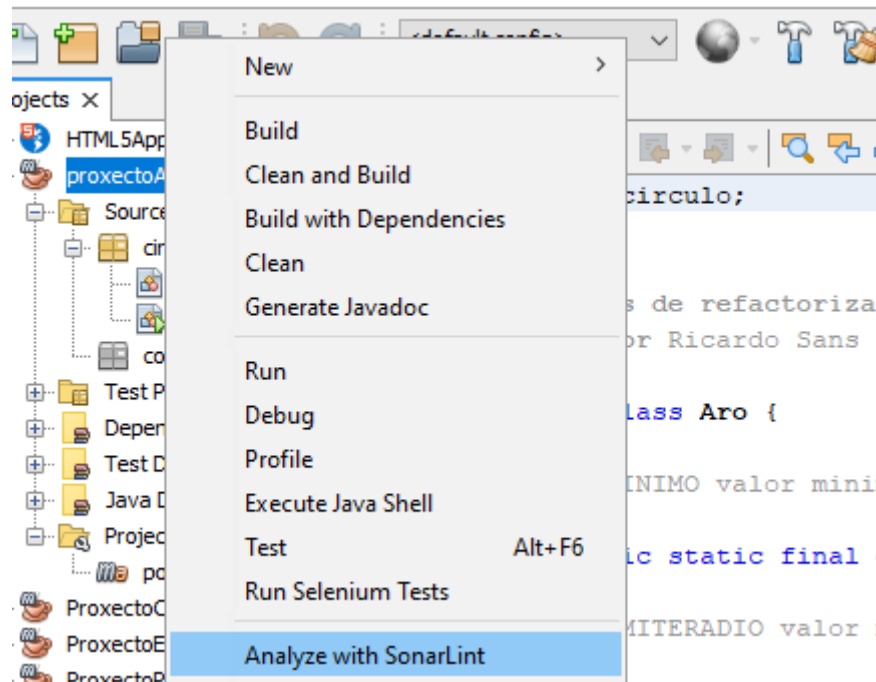 New
ojects
Build
HTML5App
Clean and Build
proxectoA
circulo;
Build with Dependencies
Source
Clean
cir
Generate Javadoc
s de refactoriza
or Ricardo Sans
co
Run
Test P
Debug
lass Aro {
Depen
Profile
Test D
INIMO valor mini
Execute Java Shell
Java D
Test Alt+F6
Projec
ic static final
po
Run Selenium Tests
ProxectoC
MITERADIO valor
ProxectoE
Analyze with SonarLint